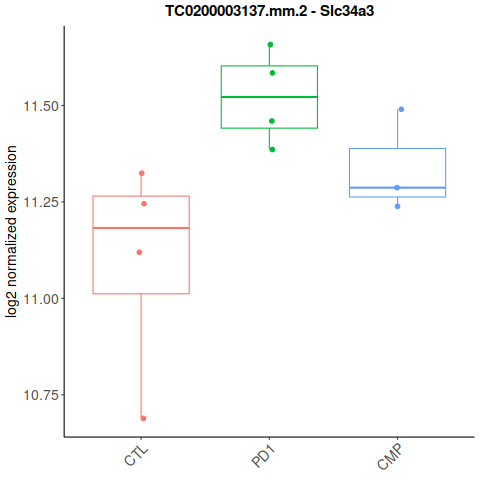 TC0200003137.mm.2 - Slc34a3
log2 normalized expression
11.50
11.25
11.00
10.75
CTL
PD1
CMP